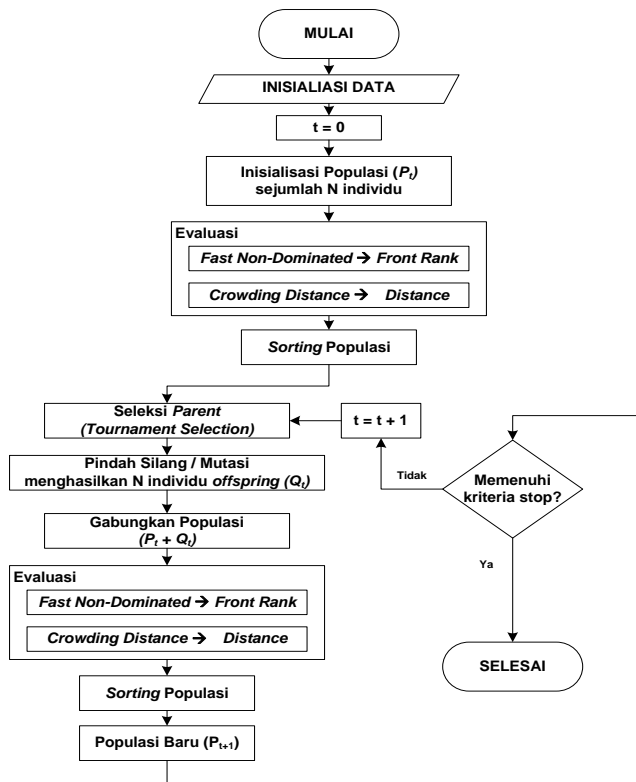 MULAI
INISIALIASI DATA
t = 0
Inisialisasi Populasi (Pt)
sejumlah N individu
Evaluasi
Fast Non-Dominated → Front Rank
Crowding Distance → Distance
Sorting Populasi
Seleksi Parent
(Tournament Selection)
t = t + 1
Pindah Silang / Mutasi
menghasilkan N individu offspring (Qt)
Tidak
Memenuhi
kriteria stop?
Gabungkan Populasi
(Pt + Qt)
Ya
Evaluasi
Fast Non-Dominated → Front Rank
Crowding Distance → Distance
SELESAI
Sorting Populasi
Populasi Baru (Pt+1)